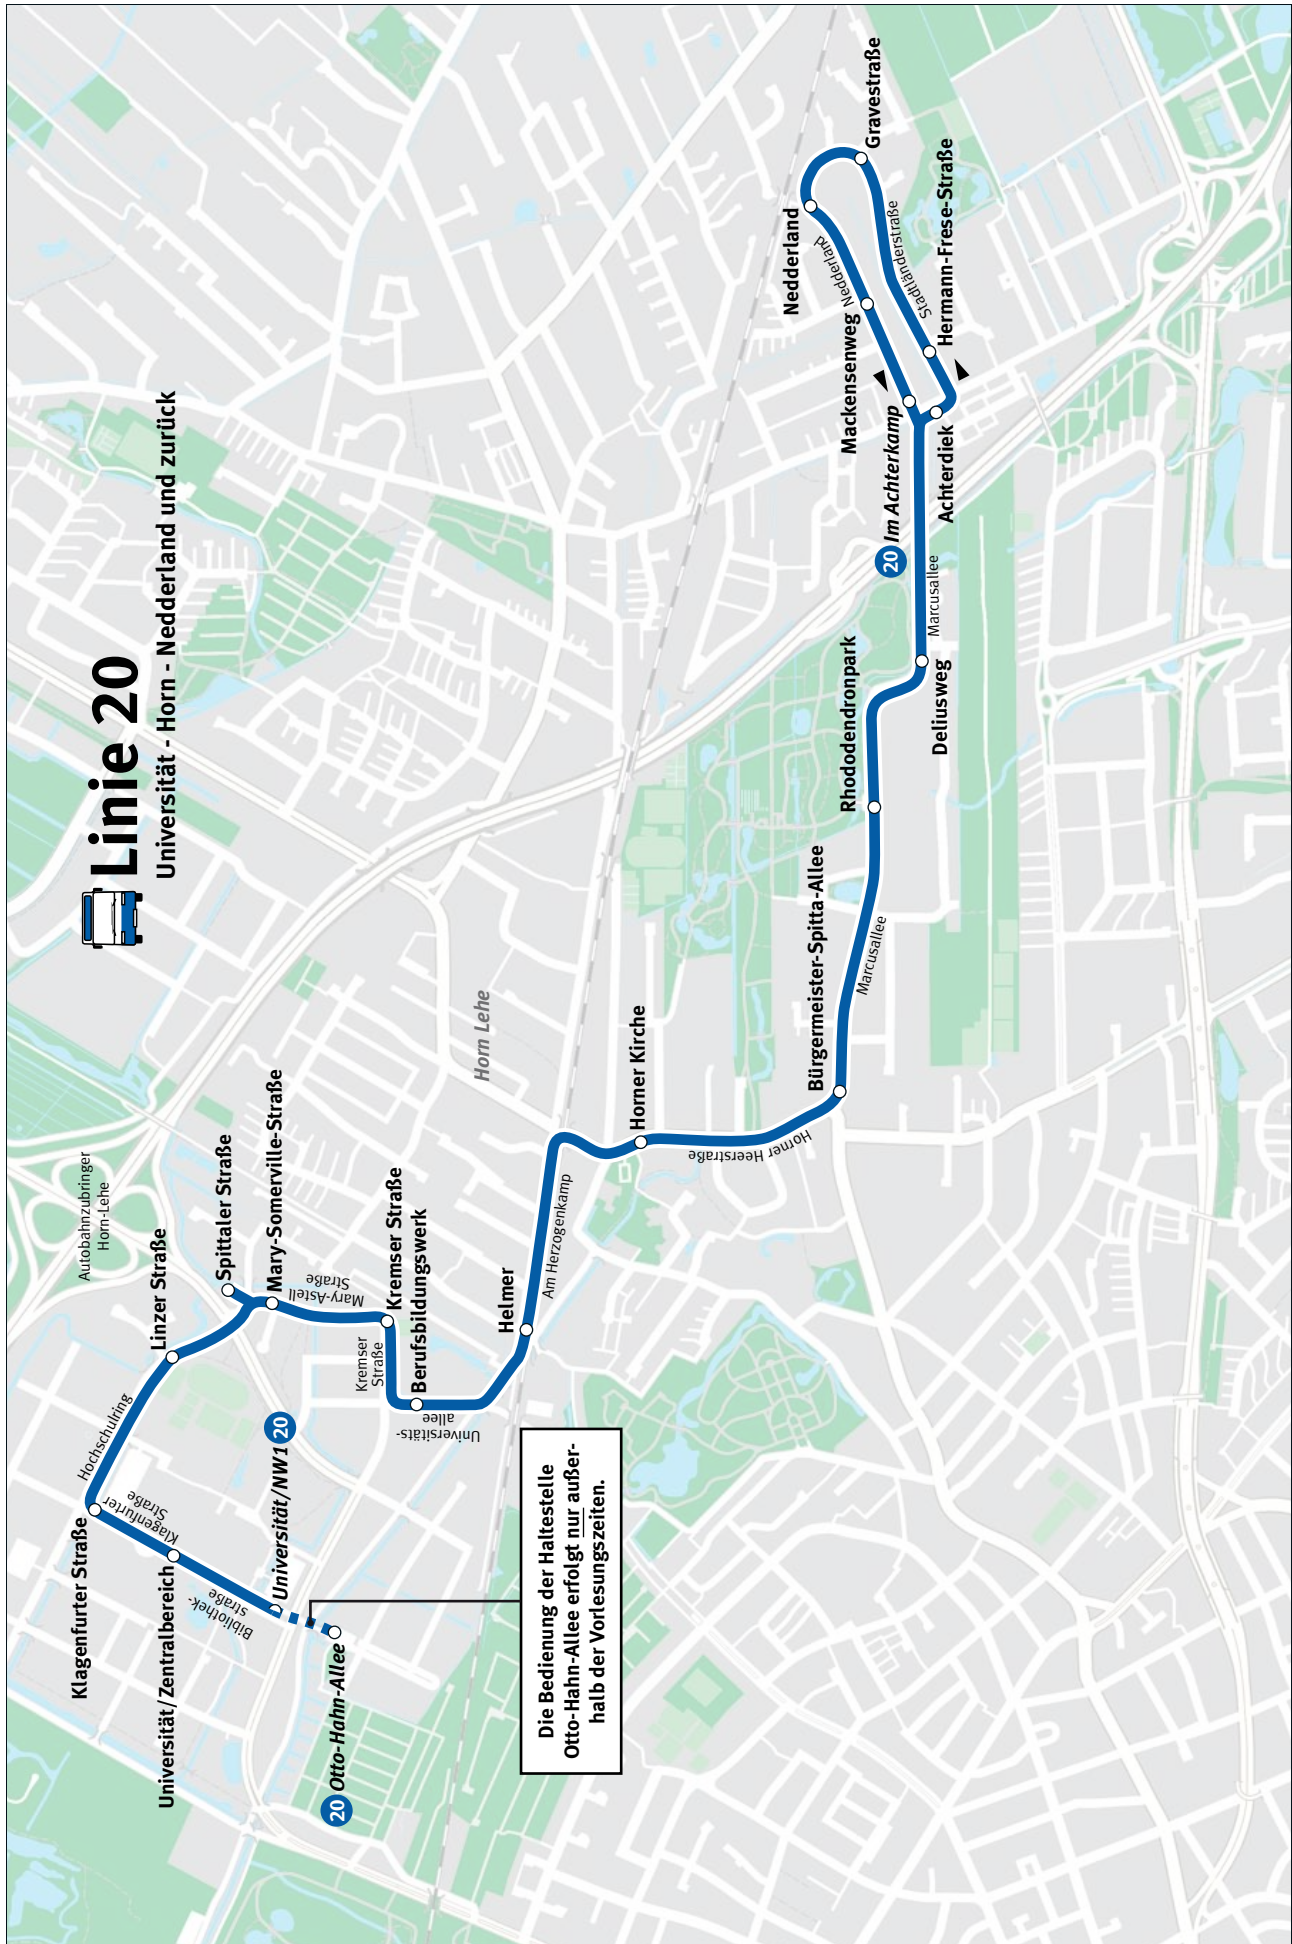 Linie 20
Universität - Horn - Nedderland und zurück
20 Otto-Hahn-Allee
Universität/NW1 20
Bibliothek-
straße
Universität/Zentralbereich
Klagenfurter
Straße
Klagenfurter Straße
Hochschulring
Linzer Straße
Autobahnzubringer
Horn-Lehe
Spittaler Straße
Mary-Somerville-Straße
Mary-Astell
Straße
Kremser Straße
Kremser
Straße
Berufsbildungswerk
Universitäts-
allee
Helmer
Am Herzogenkamp
Horn Lehe
Horner Kirche
Horner Heerstraße
Bürgermeister-Spitta-Allee
Marcusallee
Rhododendronpark
Deliusweg
Marcusallee
20 Im Achterkamp
Achterdiek
Mackensenweg
Nedderland
Nedderland
Gravestraße
Stadtländerstraße
Hermann-Frese-Straße
Die Bedienung der Haltestelle
Otto-Hahn-Allee erfolgt nur außer-
halb der Vorlesungszeiten.